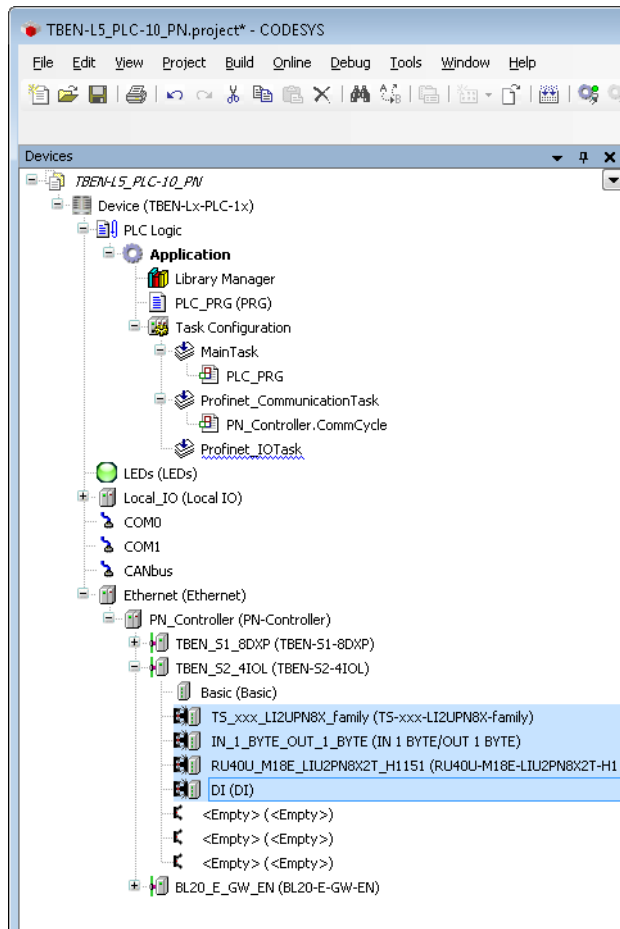 TBEN-L5_PLC-10_PN.project* - CODESYS
File Edit View Project Build Online Debug Tools Window Help
Devices
TBEN-L5_PLC-10_PN
Device (TBEN-Lx-PLC-1x)
PLC Logic
Application
Library Manager
PLC_PRG (PRG)
Task Configuration
MainTask
PLC_PRG
Profinet_CommunicationTask
PN_Controller.CommCycle
Profinet_IOTask
LEDs (LEDs)
Local_IO (Local IO)
COM0
COM1
CANbus
Ethernet (Ethernet)
PN_Controller (PN-Controller)
TBEN_S1_8DXP (TBEN-S1-8DXP)
TBEN_S2_4IOL (TBEN-S2-4IOL)
Basic (Basic)
TS_xxx_LI2UPN8X_family (TS-xxx-LI2UPN8X-family)
IN_1_BYTE_OUT_1_BYTE (IN 1 BYTE/OUT 1 BYTE)
RU40U_M18E_LIU2PN8X2T_H1151 (RU40U-M18E-LIU2PN8X2T-H1
DI (DI)
<Empty> (<Empty>)
<Empty> (<Empty>)
<Empty> (<Empty>)
BL20_E_GW_EN (BL20-E-GW-EN)